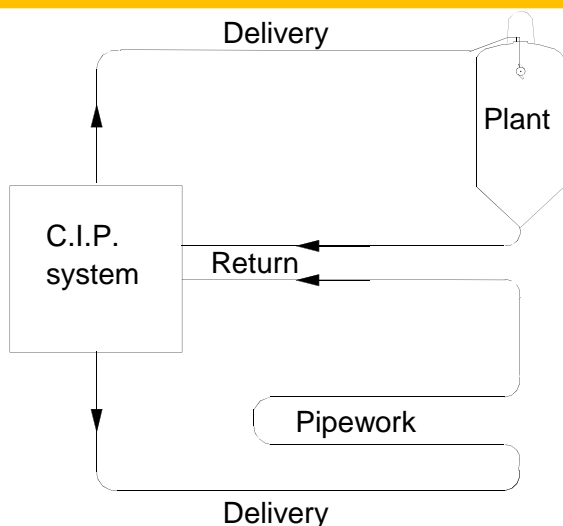 Delivery
Plant
C.I.P.
system
Return
Pipework
Delivery